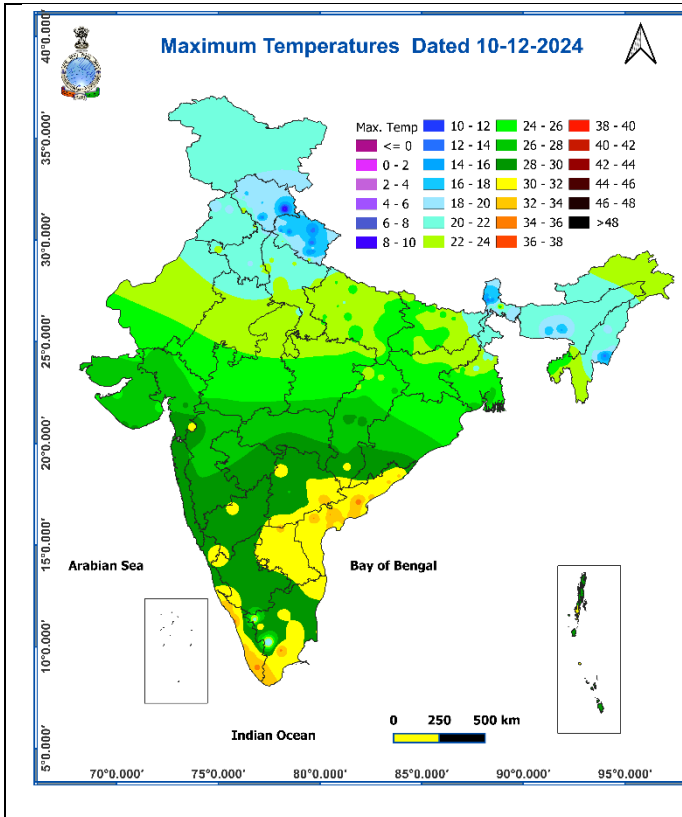 Maximum Temperatures Dated 10-12-2024
Max. Temp
<= 0
0 - 2
2 - 4
4 - 6
6 - 8
8 - 10
10 - 12
12 - 14
14 - 16
16 - 18
18 - 20
20 - 22
22 - 24
24 - 26
26 - 28
28 - 30
30 - 32
32 - 34
34 - 36
36 - 38
38 - 40
40 - 42
42 - 44
44 - 46
46 - 48
>48
40°0.000'
35°0.000'
30°0.000'
25°0.000'
20°0.000'
15°0.000'
10°0.000'
5°0.000'
Arabian Sea
Bay of Bengal
Indian Ocean
0 250 500 km
70°0.000' 75°0.000' 80°0.000' 85°0.000' 90°0.000' 95°0.000'